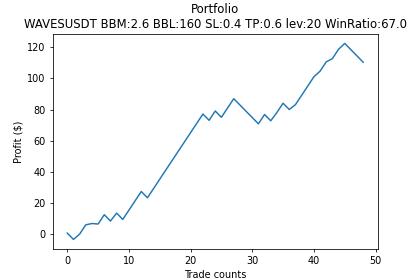 Portfolio
WAVESUSDT BBM:2.6 BBL:160 SL:0.4 TP:0.6 lev:20 WinRatio:67.0
120
100
80
60
40
20
0
Profit ($)
0 10 20 30 40 50
Trade counts